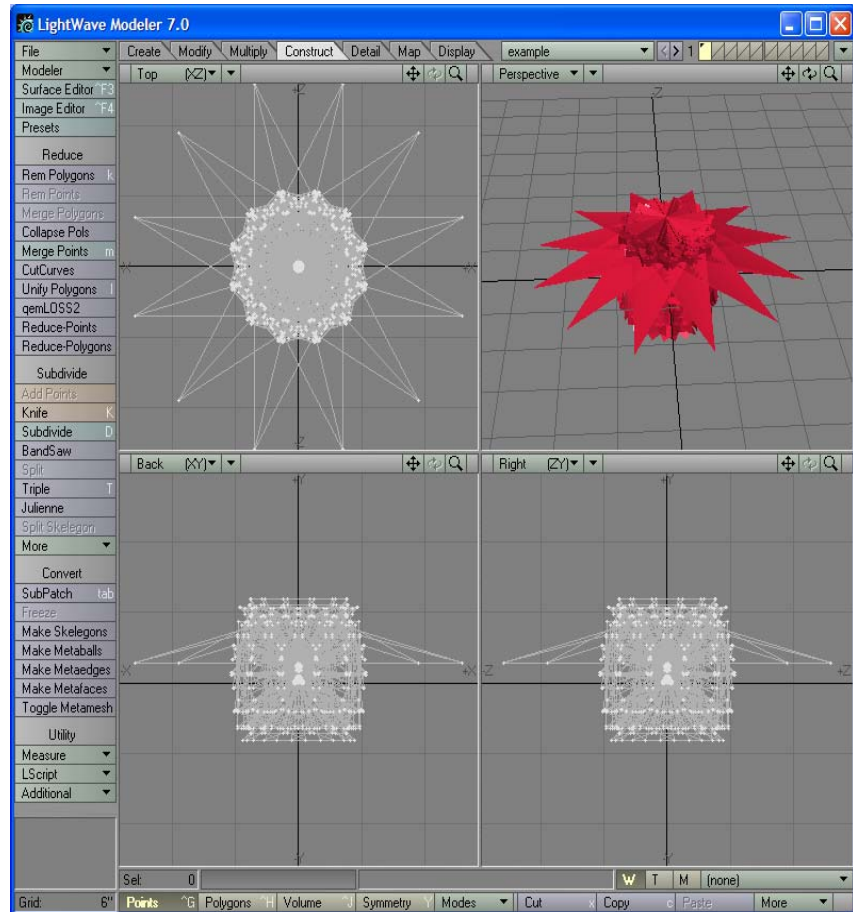 LightWave Modeler 7.0
File
Modeler
Surface Editor ^F3
Image Editor ^F4
Presets
Reduce
Rem Polygons k
Rem Points
Merge Polygons
Collapse Pols
Merge Points m
CutCurves
Unify Polygons I
qemLOSS2
Reduce-Points
Reduce-Polygons
Subdivide
Add Points
Knife K
Subdivide D
BandSaw
Split
Triple T
Julienne
Split Skelegon
More
Convert
SubPatch tab
Freeze
Make Skelegons
Make Metaballs
Make Metaedges
Make Metafaces
Toggle Metamesh
Utility
Measure
LScript
Additional
Create Modify Multiply Construct Detail Map Display example 1
Top (XZ) Perspective
+Z
-X +X
-Z
-Z
Back (XY) Right (ZY)
+Y +Y
-X +X -Z +Z
-Y -Y
Sel: 0 W T M (none)
Grid: 6" Points ^G Polygons ^H Volume ^J Symmetry Y Modes Cut x Copy c Paste More